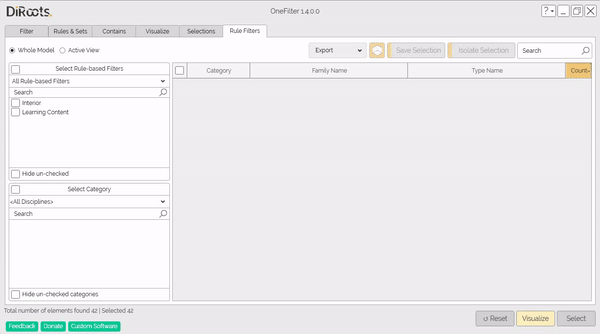 DiRoots
OneFilter 1.4.0.0
?
Filter
Rules & Sets
Contains
Visualize
Selections
Rule Filters
Whole Model
Active View
Export
Save Selection
Isolate Selection
Search
Select Rule-based Filters
All Rule-based Filters
Search
Interior
Learning Content
Hide un-checked
Select Category
<All Disciplines>
Search
Hide un-checked categories
Category
Family Name
Type Name
Count
Total number of elements found 42 | Selected 42
Feedback
Donate
Custom Software
Reset
Visualize
Select